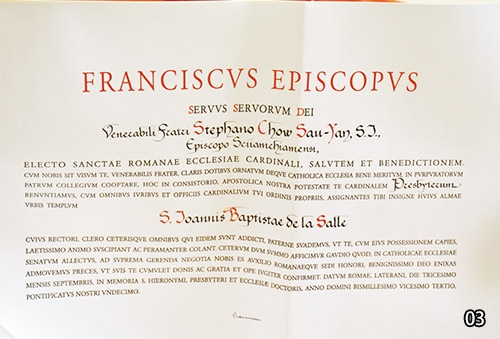 FRANCISCVS EPISCOPVS
SERVVS SERVORVM DEI
Venerabili Fratri Stephano Chow Sau-Yan, S.I.,
Episcopo Sciiamchiamensi,
ELECTO SANCTAE ROMANAE ECCLESIAE CARDINALI, SALVTEM ET BENEDICTIONEM.
CVM NOBIS SIT VISVM TE, VENERABILIS FRATER, CLARIS DOTIBVS ORNATVM DEQVE CATHOLICA ECCLESIA BENE MERITVM, IN PVRPVRATORVM
PATRVM COLLEGIVM COOPTARE, HOC IN CONSISTORIO, APOSTOLICA NOSTRA POTESTATE TE CARDINALEM Presbyterum
RENVNTIAMVS, CVM OMNIBVS IVRIBVS ET OFFICIIS CARDINALIVM TVI ORDINIS PROPRIIS, ASSIGNANTES TIBI INSIGNE HVIVS ALMAE
VRBIS TEMPLVM
S. Ioannis Baptistae de la Salle
CVIVS RECTORI, CLERO CETERISQVE OMNIBVS QVI EIDEM SVNT ADDICTI, PATERNE SVADEMVS, VT TE, CVM EIVS POSSESSIONEM CAPIES,
LAETISSIMO ANIMO SVSCIPIANT AC PERAMANTER COLANT. CETERVM DVM SVMMO AFFICIMVR GAVDIO QVOD, IN CATHOLICAE ECCLESIAE
SENATVM ALLECTVS, AD SVPREMA GERENDA NEGOTIA NOBIS ES AVXILIO ROMANAEQVE SEDI HONORI, BENIGNISSIMO DEO ENIXAS
ADMOVEMVS PRECES, VT SVIS TE CVMVLET DONIS AC GRATIA ET OPE IVGITER CONFIRMET. DATVM ROMAE, LATERANI, DIE TRICESIMO
MENSIS SEPTEMBRIS, IN MEMORIA S. HIERONYMI, PRESBYTERI ET ECCLESIAE DOCTORIS, ANNO DOMINI BISMILLESIMO VICESIMO TERTIO,
PONTIFICATVS NOSTRI VNDECIMO.
Franciscus
03